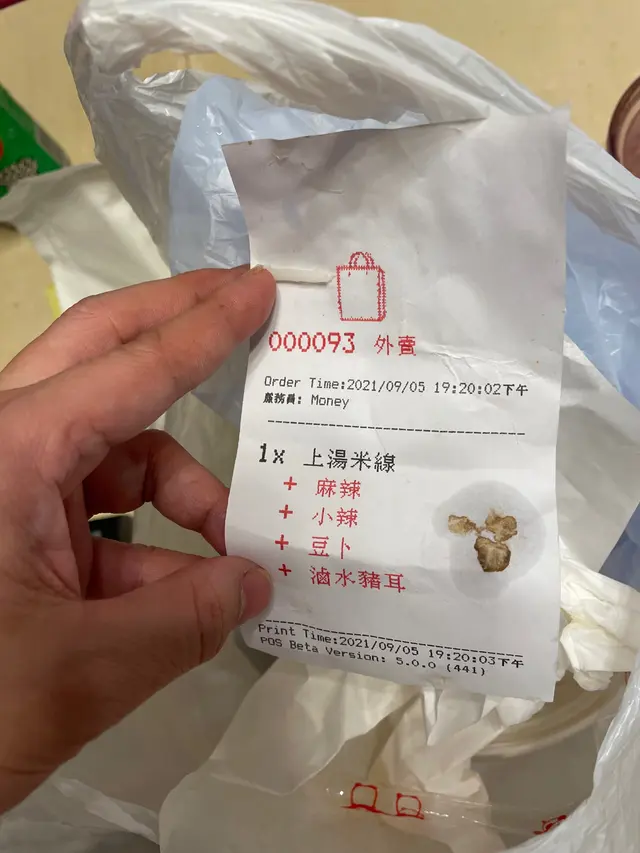 000093 外賣
Order Time:2021/09/05 19:20:02下午
服務員: Money
1x 上湯米線
+ 麻辣
+ 小辣
+ 豆卜
+ 滷水豬耳
Print Time:2021/09/05 19:20:03下午
POS Beta Version: 5.0.0 (441)